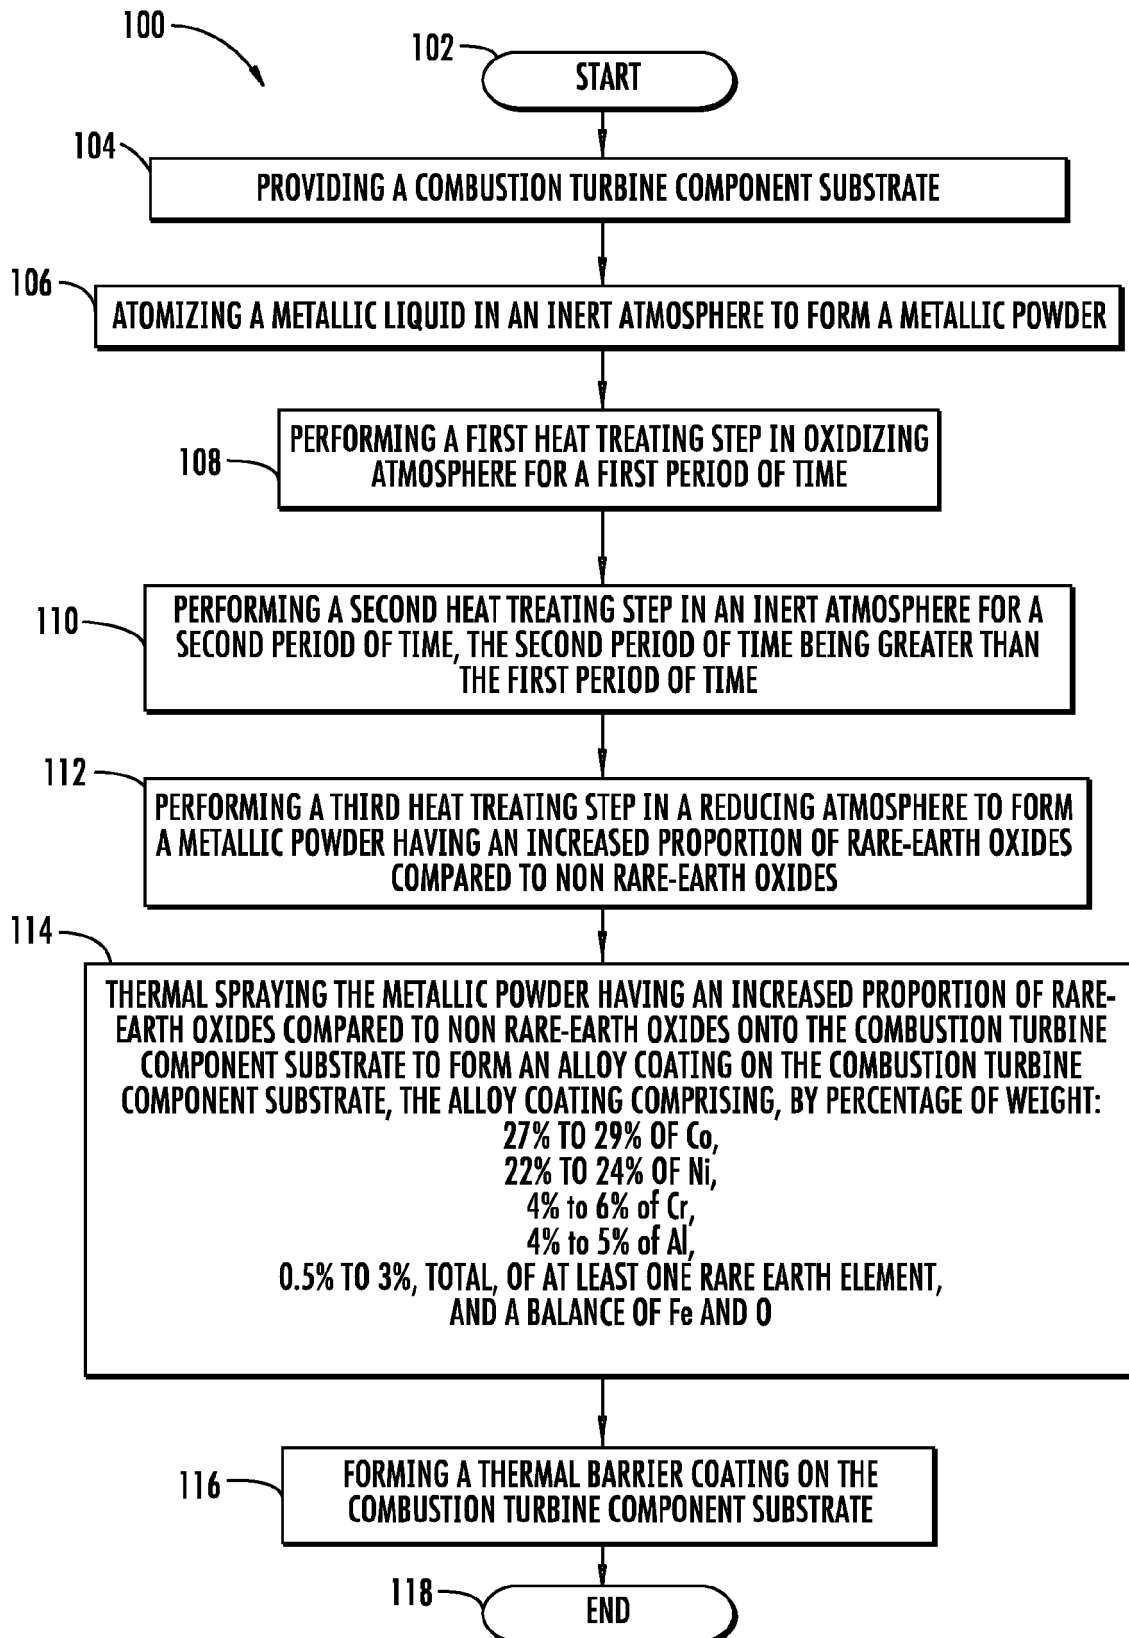 100
102
START
104
PROVIDING A COMBUSTION TURBINE COMPONENT SUBSTRATE
106
ATOMIZING A METALLIC LIQUID IN AN INERT ATMOSPHERE TO FORM A METALLIC POWDER
108
PERFORMING A FIRST HEAT TREATING STEP IN OXIDIZING
ATMOSPHERE FOR A FIRST PERIOD OF TIME
110
PERFORMING A SECOND HEAT TREATING STEP IN AN INERT ATMOSPHERE FOR A
SECOND PERIOD OF TIME, THE SECOND PERIOD OF TIME BEING GREATER THAN
THE FIRST PERIOD OF TIME
112
PERFORMING A THIRD HEAT TREATING STEP IN A REDUCING ATMOSPHERE TO FORM
A METALLIC POWDER HAVING AN INCREASED PROPORTION OF RARE-EARTH OXIDES
COMPARED TO NON RARE-EARTH OXIDES
114
THERMAL SPRAYING THE METALLIC POWDER HAVING AN INCREASED PROPORTION OF RARE-
EARTH OXIDES COMPARED TO NON RARE-EARTH OXIDES ONTO THE COMBUSTION TURBINE
COMPONENT SUBSTRATE TO FORM AN ALLOY COATING ON THE COMBUSTION TURBINE
COMPONENT SUBSTRATE, THE ALLOY COATING COMPRISING, BY PERCENTAGE OF WEIGHT:
27% TO 29% OF Co,
22% TO 24% OF Ni,
4% to 6% of Cr,
4% to 5% of Al,
0.5% TO 3%, TOTAL, OF AT LEAST ONE RARE EARTH ELEMENT,
AND A BALANCE OF Fe AND O
116
FORMING A THERMAL BARRIER COATING ON THE
COMBUSTION TURBINE COMPONENT SUBSTRATE
118
END